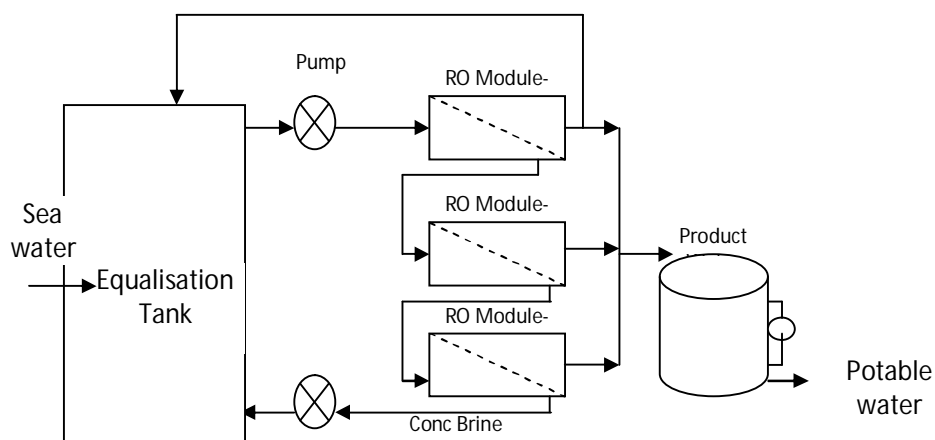 Pump
RO Module-
RO Module-
RO Module-
Sea
water
Equalisation
Tank
Product
Conc Brine
Potable
water